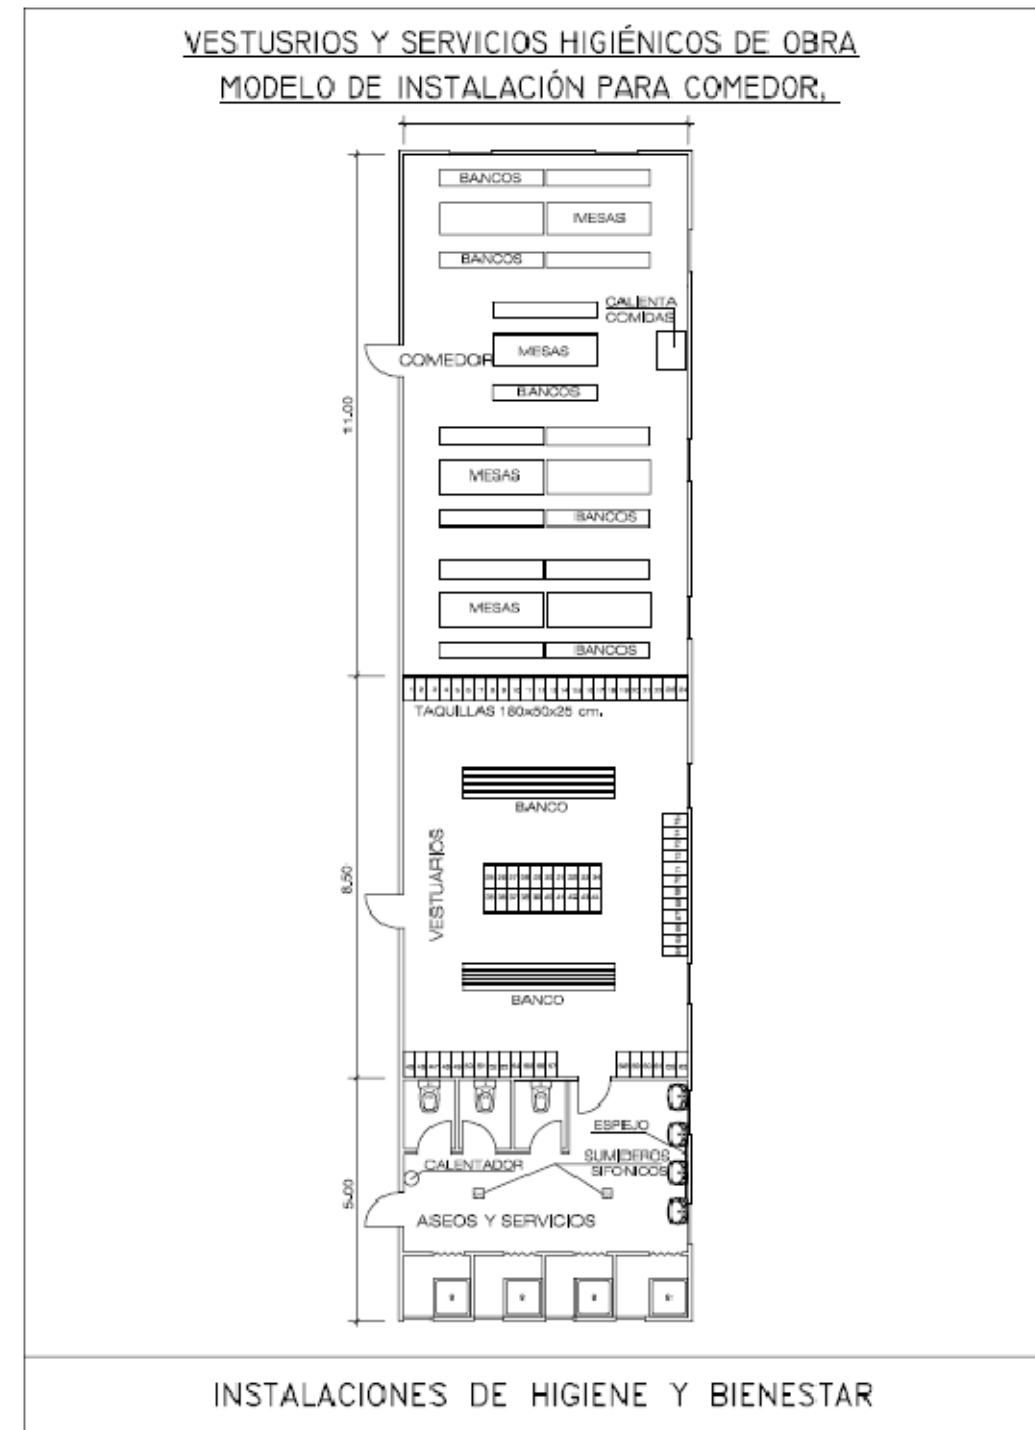 VESTUSRIOS Y SERVICIOS HIGIÉNICOS DE OBRA
MODELO DE INSTALACIÓN PARA COMEDOR,
BANCOS
MESAS
BANCOS
CALIENTA
COMIDAS
COMEDOR
MESAS
BANCOS
11.00
MESAS
BANCOS
MESAS
BANCOS
TAQUILLAS 180x50x25 cm.
BANCO
VESTUARIOS
8.50
BANCO
ESPEJO
SUMIDEROS
SIFONICOS
CALENTADOR
5.00
ASEOS Y SERVICIOS
INSTALACIONES DE HIGIENE Y BIENESTAR